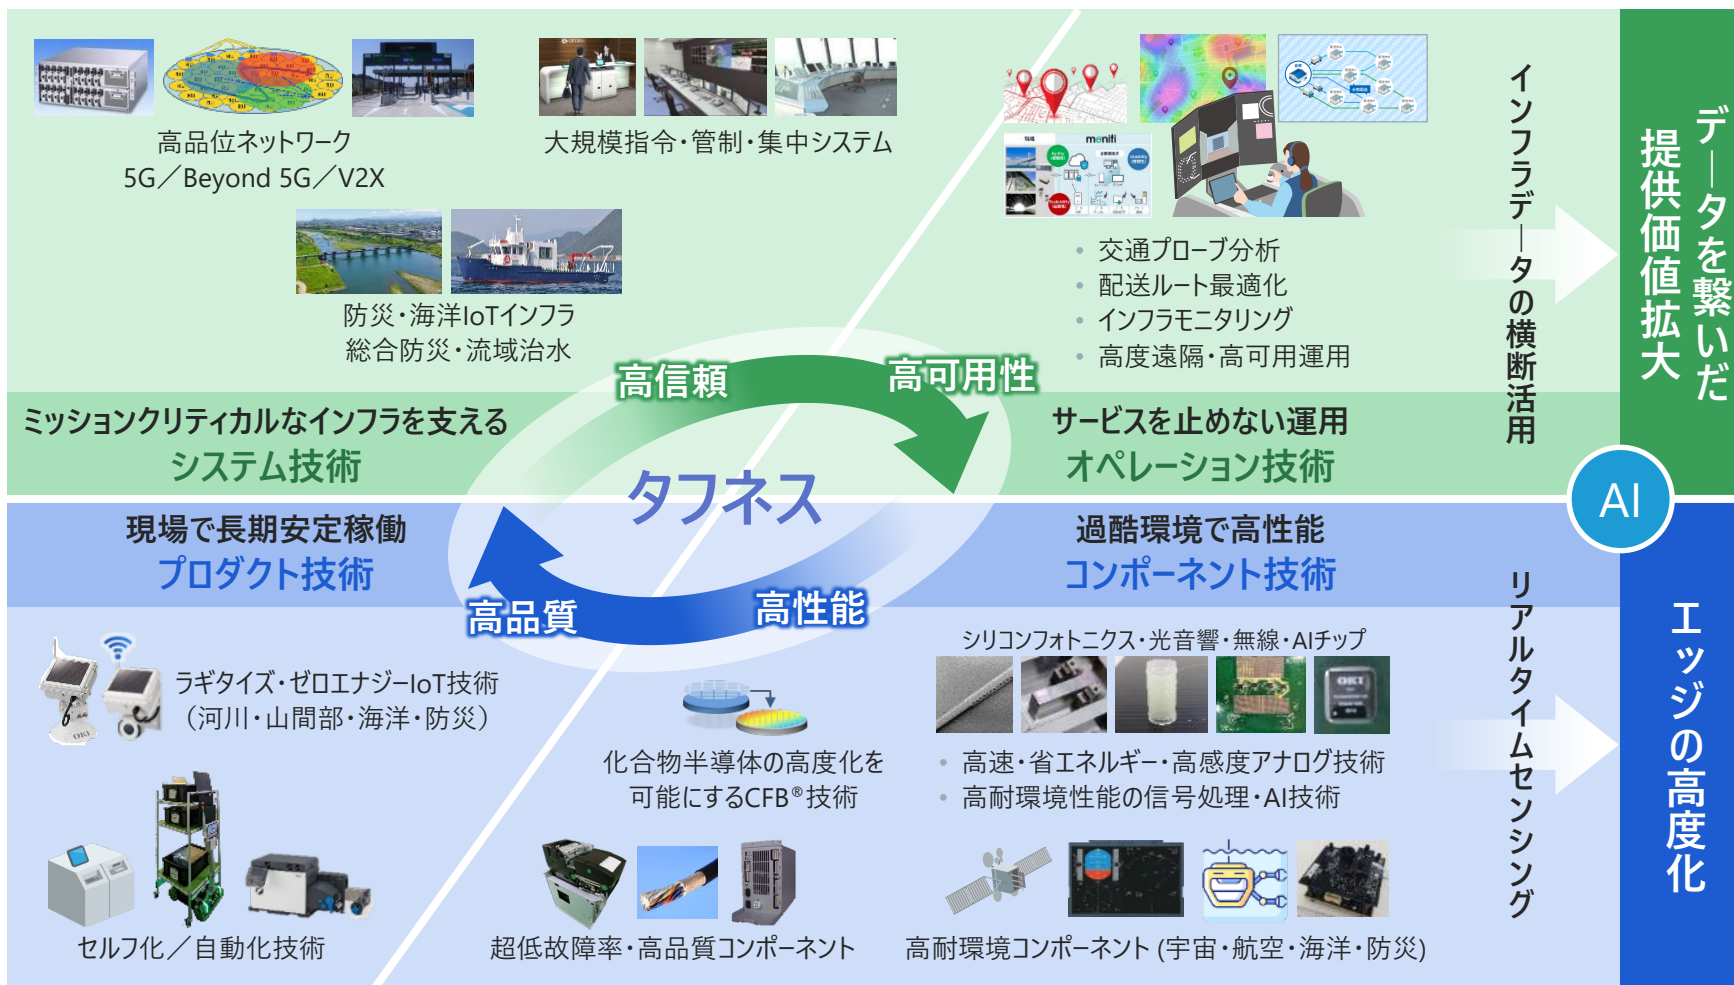 高品位ネットワーク
5G／Beyond 5G／V2X
大規模指令・管制・集中システム
防災・海洋IoTインフラ
総合防災・流域治水
monifi
・交通プローブ分析
・配送ルート最適化
・インフラモニタリング
・高度遠隔・高可用運用
インフラデータの横断活用
データを繋いだ
提供価値拡大
ミッションクリティカルなインフラを支える
システム技術
高信頼
高可用性
サービスを止めない運用
オペレーション技術
タフネス
AI
現場で長期安定稼働
プロダクト技術
高品質
高性能
過酷環境で高性能
コンポーネント技術
ラギタイズ・ゼロエナジーIoT技術
（河川・山間部・海洋・防災）
OKI
セルフ化／自動化技術
化合物半導体の高度化を
可能にするCFB®技術
超低故障率・高品質コンポーネント
シリコンフォトニクス・光音響・無線・AIチップ
OKI
・高速・省エネルギー・高感度アナログ技術
・高耐環境性能の信号処理・AI技術
高耐環境コンポーネント (宇宙・航空・海洋・防災)
リアルタイムセンシング
エッジの高度化